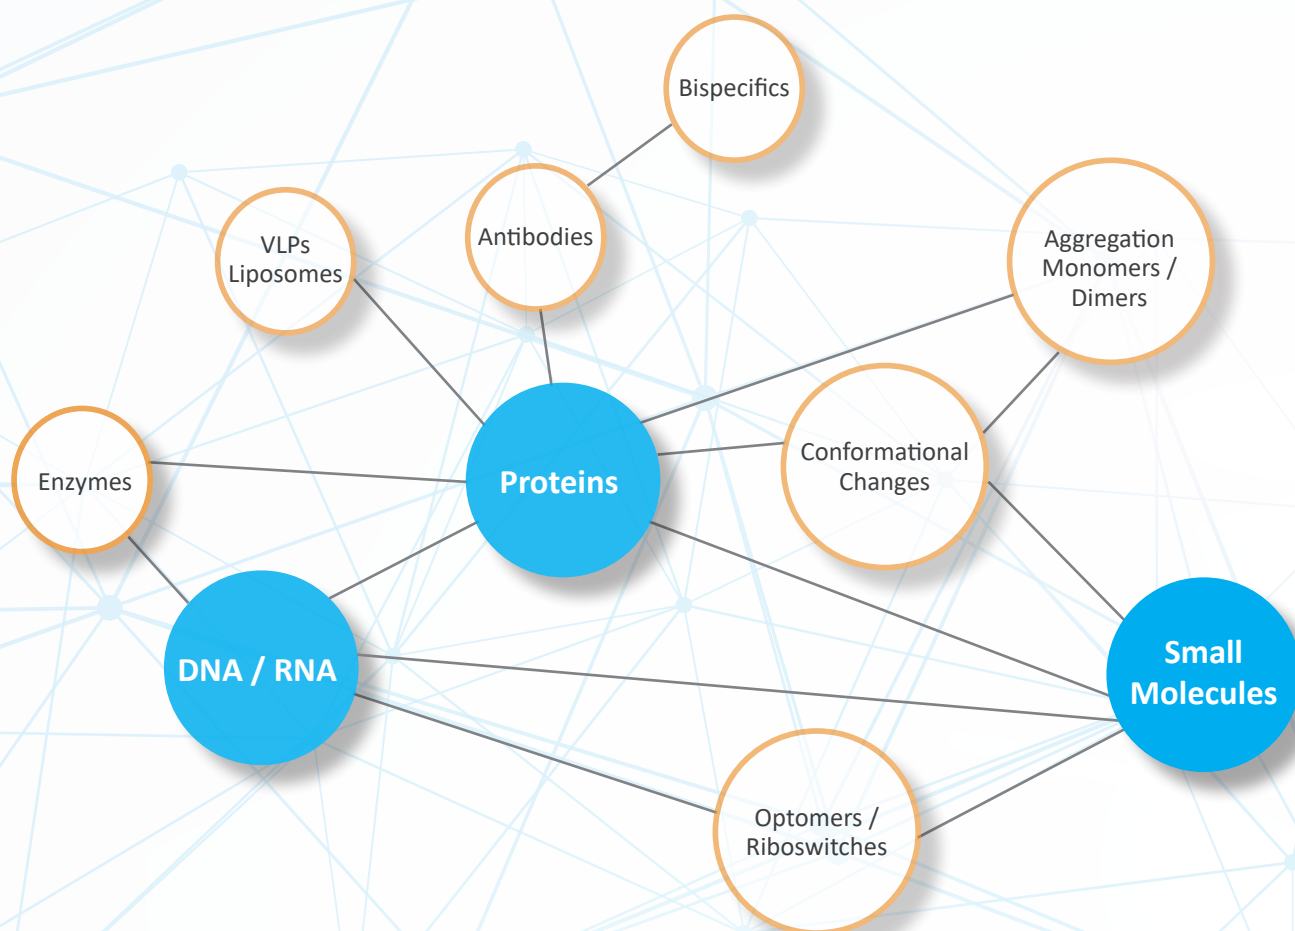 Bispecifics
VLPs
Liposomes
Antibodies
Aggregation
Monomers /
Dimers
Conformational
Changes
Enzymes
Proteins
DNA / RNA
Small
Molecules
Optomers /
Riboswitches